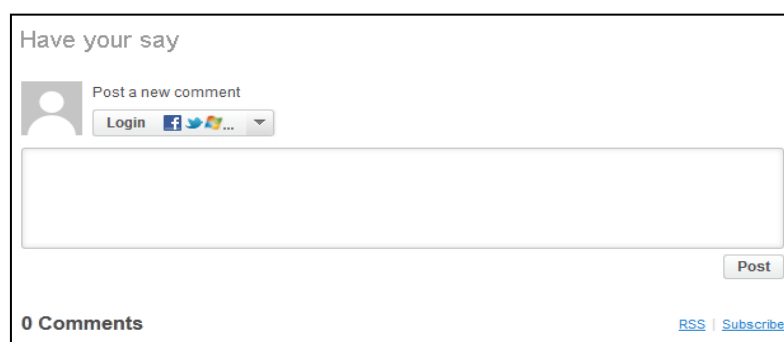 Have your say
Post a new comment
Login ...
Post
0 Comments
RSS | Subscribe